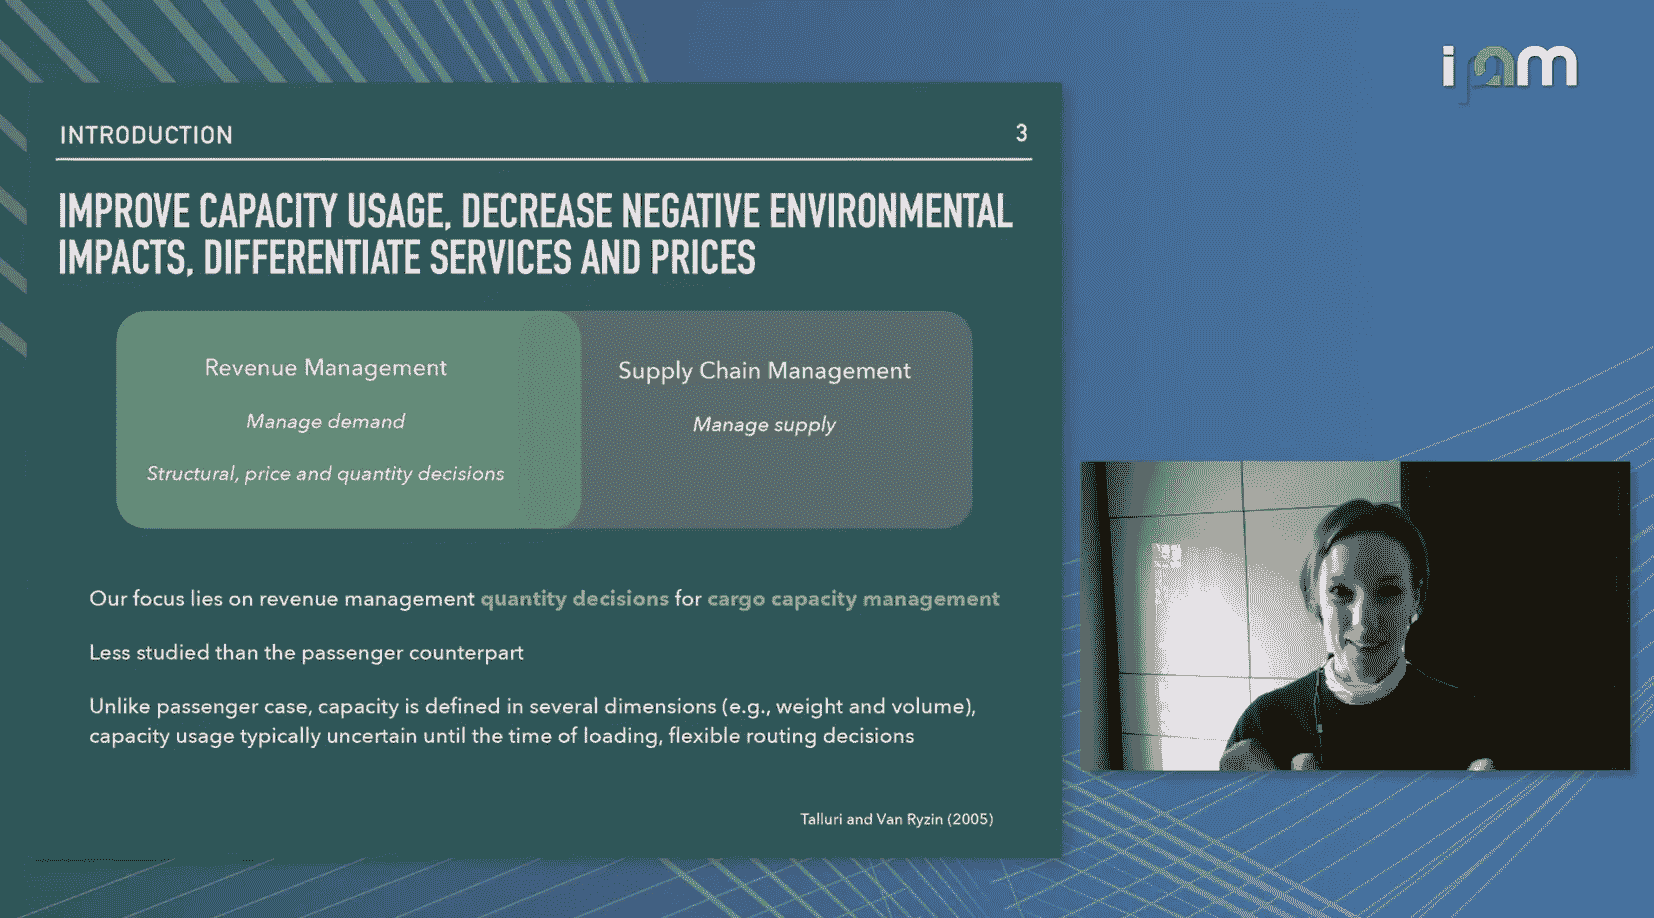 ipam
INTRODUCTION
3
IMPROVE CAPACITY USAGE, DECREASE NEGATIVE ENVIRONMENTAL
IMPACTS, DIFFERENTIATE SERVICES AND PRICES
Revenue Management
Manage demand
Structural, price and quantity decisions
Supply Chain Management
Manage supply
Our focus lies on revenue management quantity decisions for cargo capacity management
Less studied than the passenger counterpart
Unlike passenger case, capacity is defined in several dimensions (e.g., weight and volume),
capacity usage typically uncertain until the time of loading, flexible routing decisions
Talluri and Van Ryzin (2005)